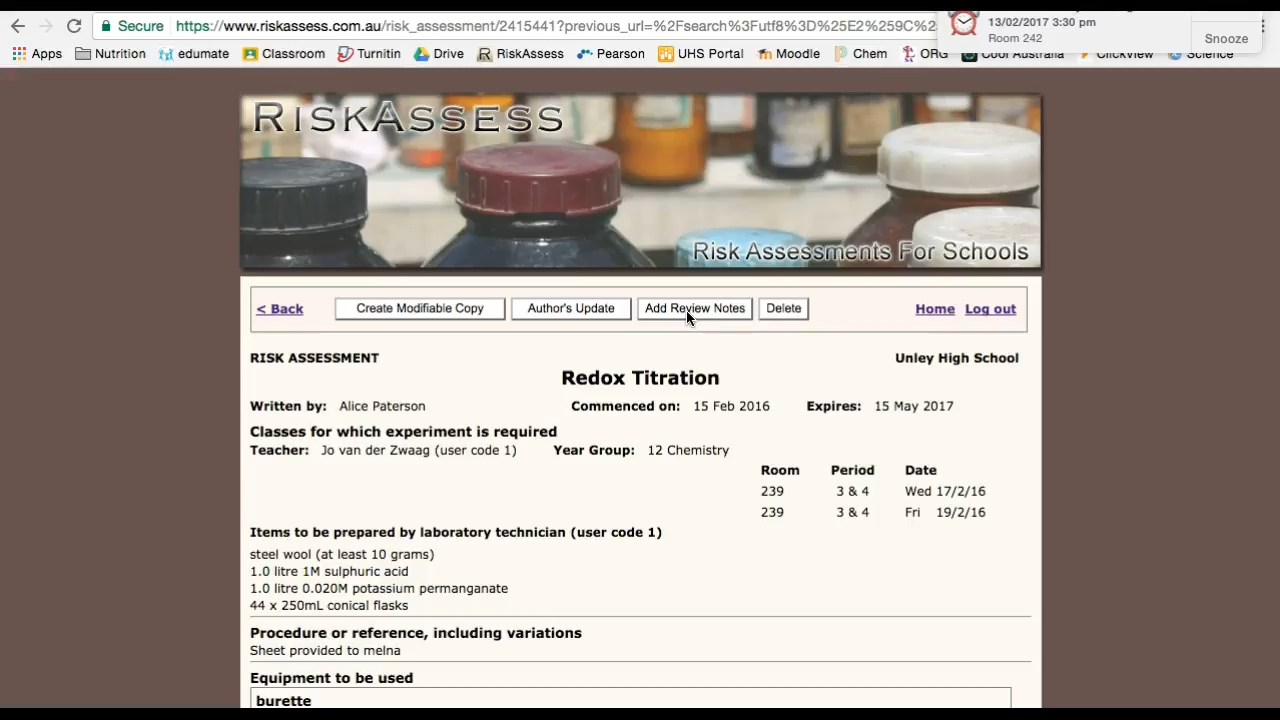 13/02/2017 3:30 pm
Room 242
Snooze
Secure https://www.riskassess.com.au/risk_assessment/2415441?previous_url=%2Fsearch%3Futf8%3D%25E2%259C%2
Apps Nutrition edumate Classroom Turnitin Drive RiskAssess Pearson UHS Portal Moodle Chem ORG Cool Australia ClickView Science
RISKASSESS
Risk Assessments For Schools
< Back Create Modifiable Copy Author's Update Add Review Notes Delete Home Log out
RISK ASSESSMENT Unley High School
Redox Titration
Written by: Alice Paterson Commenced on: 15 Feb 2016 Expires: 15 May 2017
Classes for which experiment is required
Teacher: Jo van der Zwaag (user code 1) Year Group: 12 Chemistry
Room Period Date
239 3 & 4 Wed 17/2/16
239 3 & 4 Fri 19/2/16
Items to be prepared by laboratory technician (user code 1)
steel wool (at least 10 grams)
1.0 litre 1M sulphuric acid
1.0 litre 0.020M potassium permanganate
44 x 250mL conical flasks
Procedure or reference, including variations
Sheet provided to melna
Equipment to be used
burette